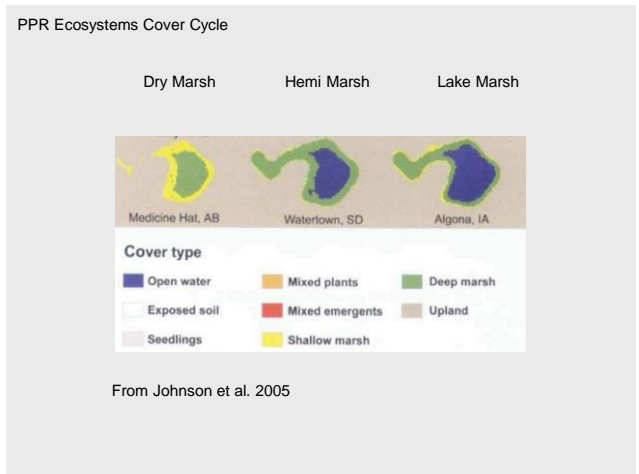 PPR Ecosystems Cover Cycle
Dry Marsh Hemi Marsh Lake Marsh
Medicine Hat, AB Watertown, SD Algona, IA
Cover type
Open water Mixed plants Deep marsh
Exposed soil Mixed emergents Upland
Seedlings Shallow marsh
From Johnson et al. 2005